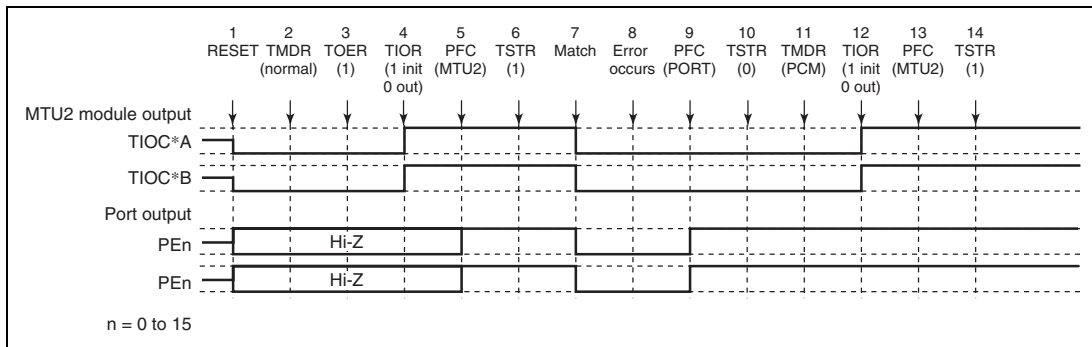 1 2 3 4 5 6 7 8 9 10 11 12 13 14
RESET TMDR TOER TIOR PFC TSTR Match Error PFC TSTR TMDR TIOR PFC TSTR
(normal) (1) (1 init (MTU2) (1) occurs (PORT) (0) (PCM) (1 init (MTU2) (1)
0 out) 0 out)
MTU2 module output
TIOC*A
TIOC*B
Port output
PEn Hi-Z
PEn Hi-Z
n = 0 to 15